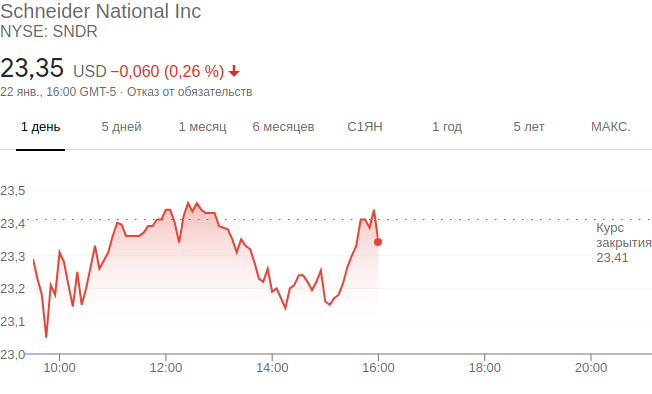 Schneider National Inc
NYSE: SNDR
23,35 USD −0,060 (0,26 %)
22 янв., 16:00 GMT-5 · Отказ от обязательств
1 день 5 дней 1 месяц 6 месяцев С1ЯН 1 год 5 лет МАКС.
23,5
23,4
Курс
закрытия
23,41
23,3
23,2
23,1
23,0
10:00 12:00 14:00 16:00 18:00 20:00